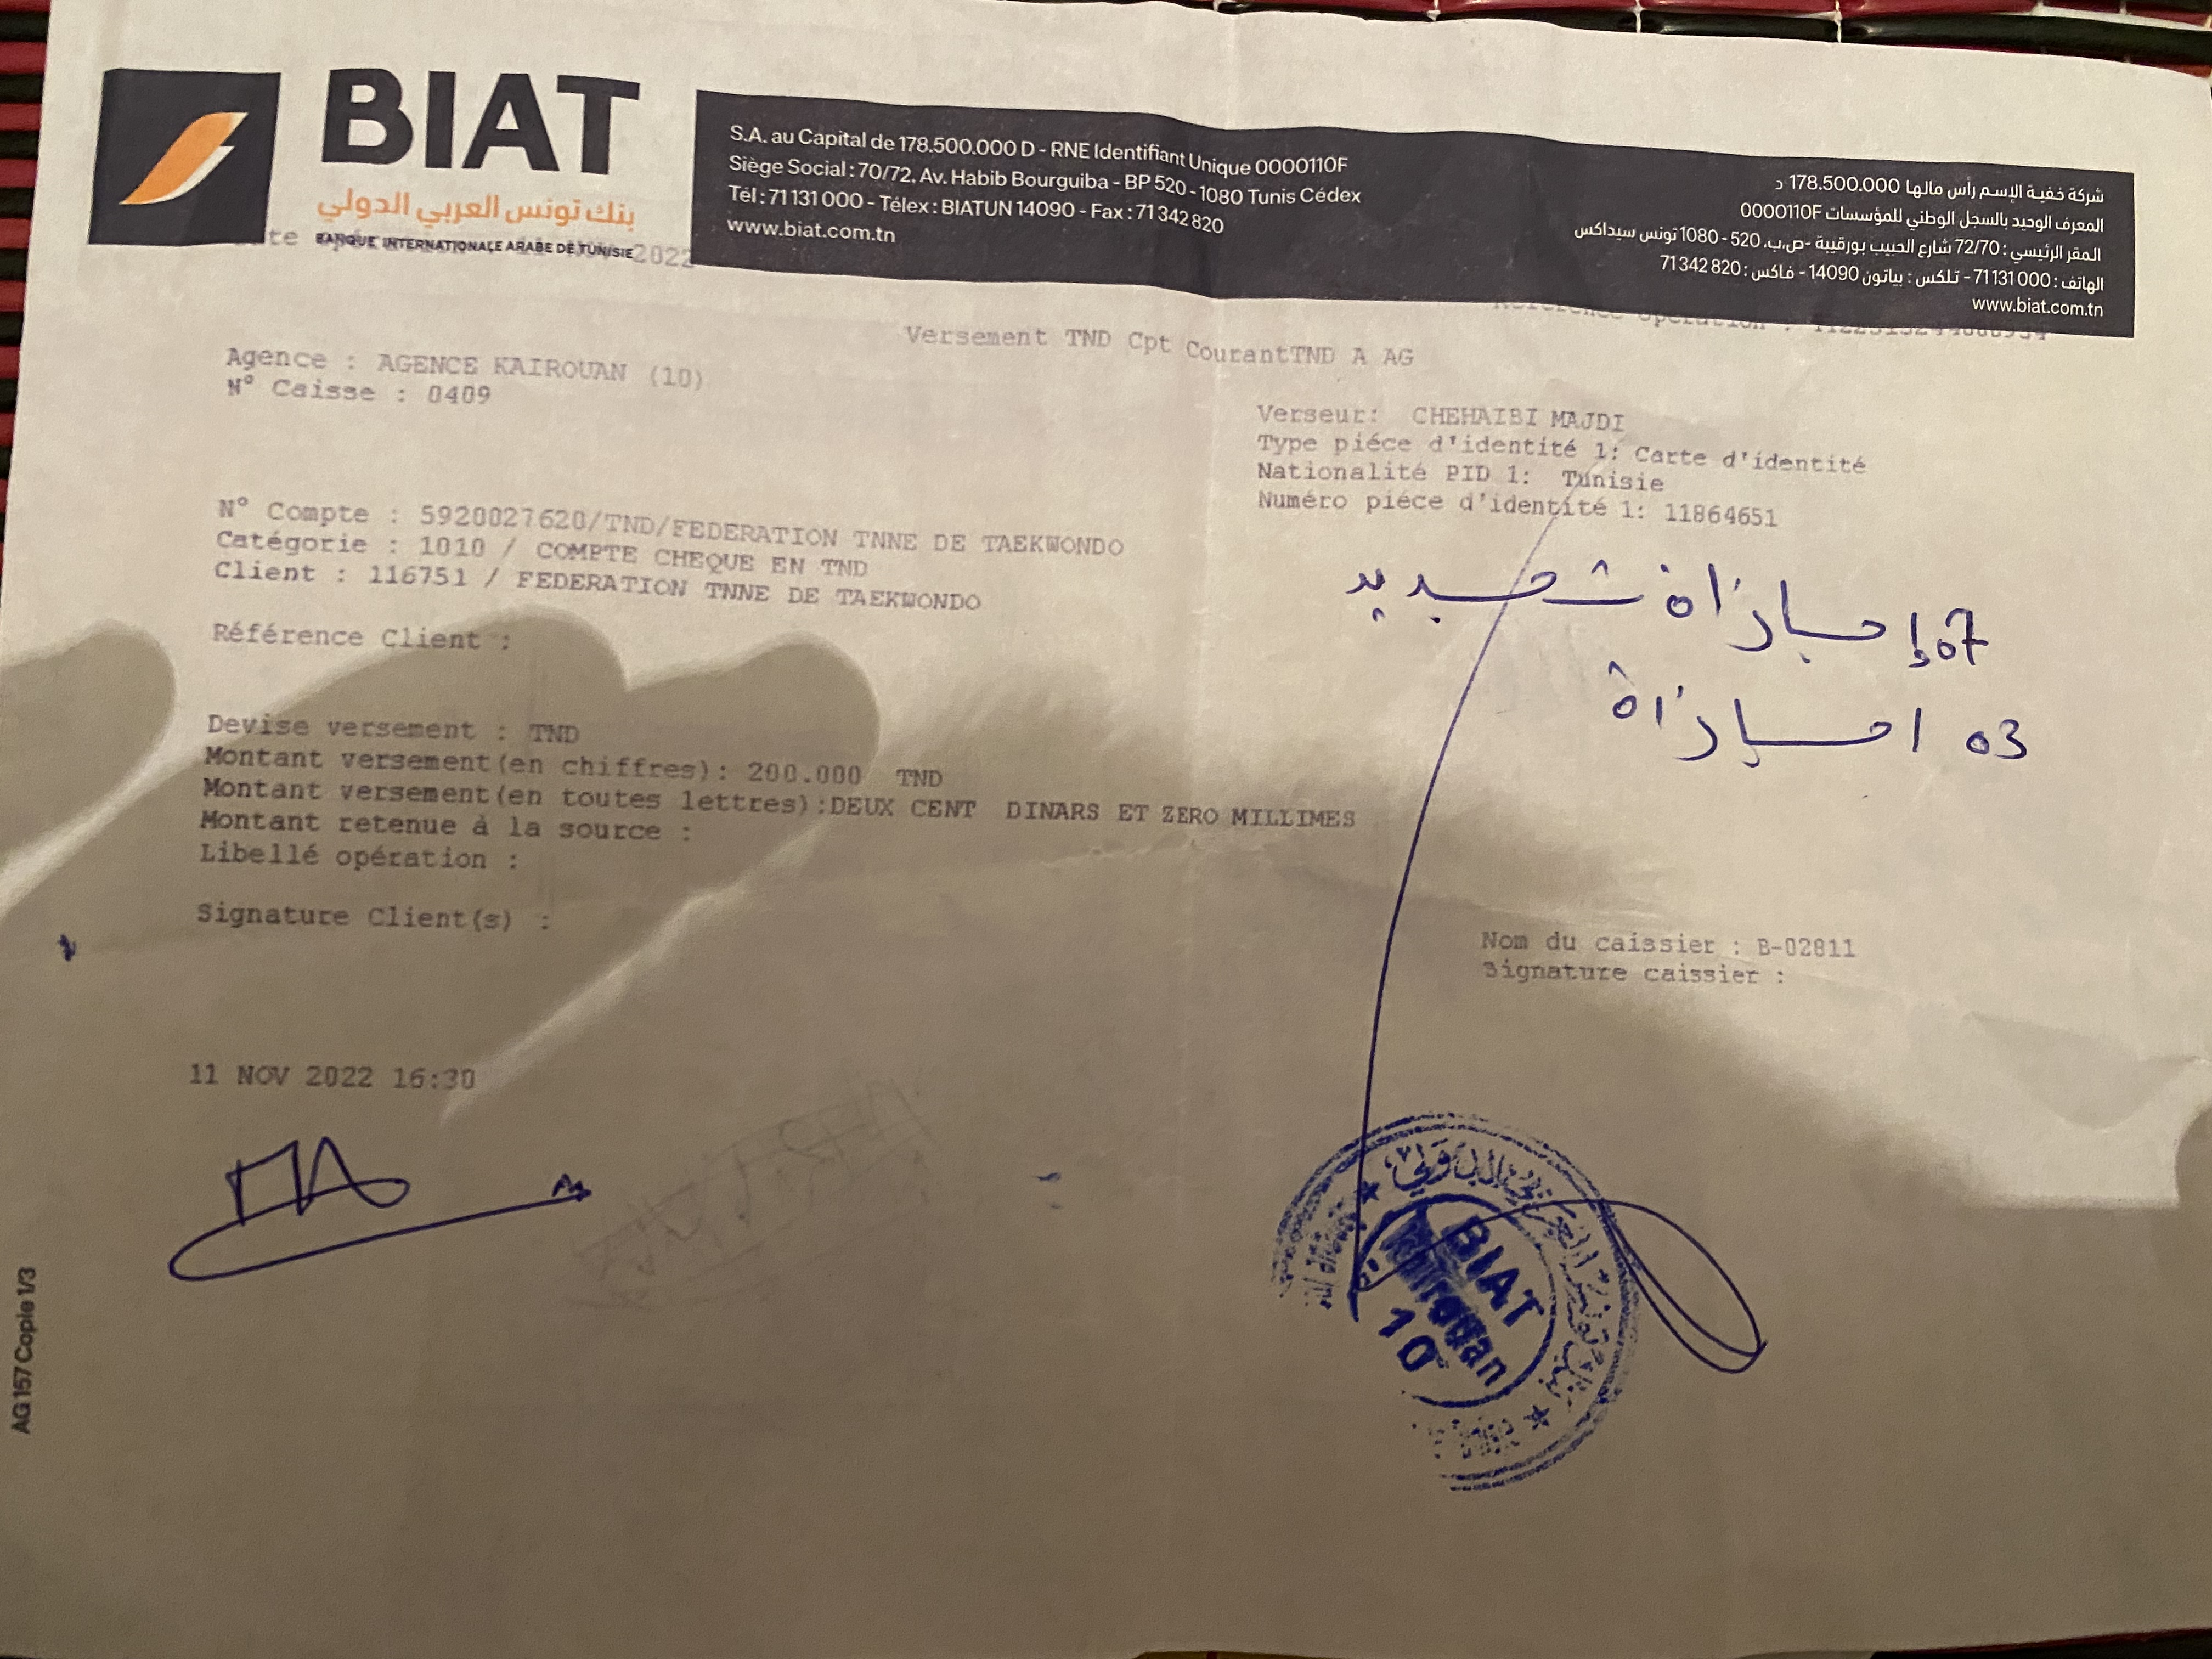 BIAT
بنك تونس العربي الدولي
BANQUE INTERNATIONALE ARABE DE TUNISIE
2022
S.A. au Capital de 178.500.000 D - RNE Identifiant Unique 0000110F
Siège Social : 70/72, Av. Habib Bourguiba - BP 520 - 1080 Tunis Cédex
Tél : 71 131 000 - Télex : BIATUN 14090 - Fax : 71 342 820
www.biat.com.tn
شركة خفية الإسم رأس مالها 178.500.000 د
المعرف الوحيد بالسجل الوطني للمؤسسات 0000110F
المقر الرئيسي : 72/70 شارع الحبيب بورقيبة -ص.ب. 520 - 1080 تونس سيداكس
الهاتف : 71131 000 - تلكس : بياتون 14090 - فاكس : 71 342 820
www.biat.com.tn
Versement TND Cpt CourantTND A AG
Agence : AGENCE KAIROUAN (10)
N° Caisse : 0409
Verseur: CHEHAIBI MAJDI
Type piéce d'identité 1: Carte d'identité
Nationalité PID 1: Tunisie
Numéro piéce d'identité 1: 11864651
N° Compte : 5920027620/TND/FEDERATION TNNE DE TAEKWONDO
Catégorie : 1010 / COMPTE CHEQUE EN TND
Client : 116751 / FEDERATION TNNE DE TAEKWONDO
Référence Client :
07 إجازاة تجديد
03 اجازاة
Devise versement : TND
Montant versement(en chiffres): 200.000 TND
Montant versement(en toutes lettres):DEUX CENT DINARS ET ZERO MILLIMES
Montant retenue à la source :
Libellé opération :
Signature Client(s) :
Nom du caissier : B-02811
Signature caissier :
11 NOV 2022 16:30
BIAT
Kairouan
10
AG 157 Copie 1/3